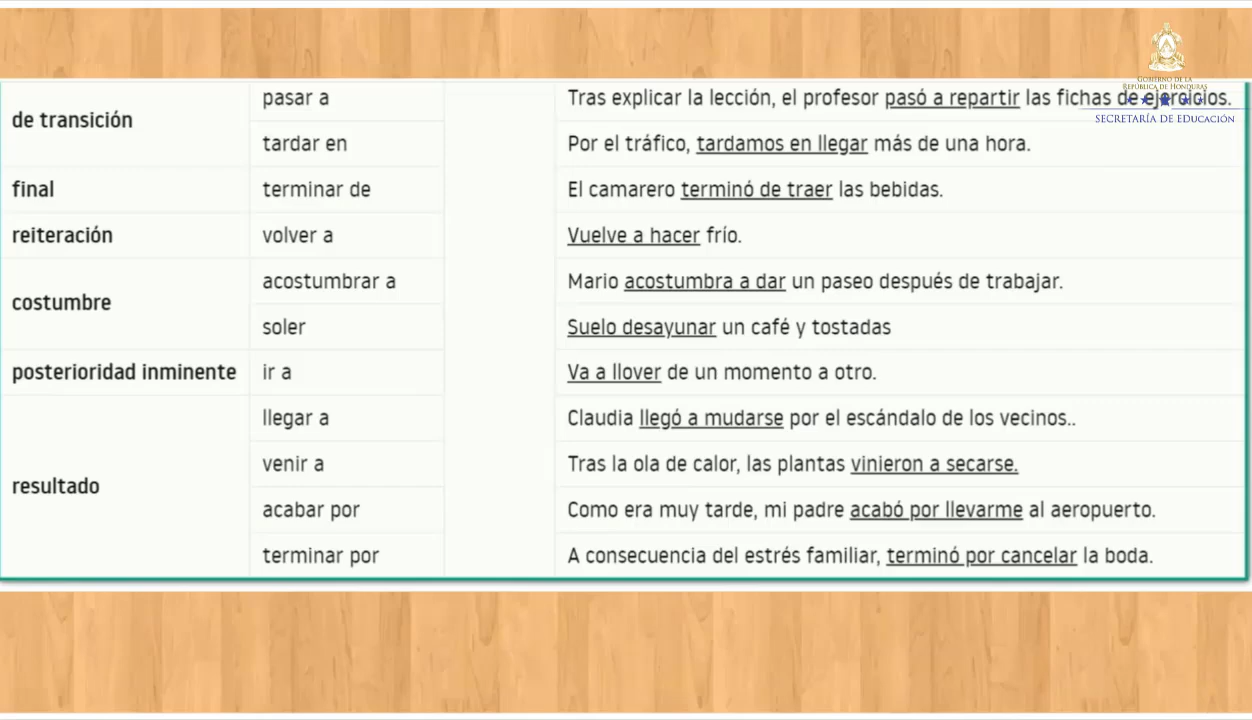 GOBIERNO DE LA
REPÚBLICA DE HONDURAS
SECRETARÍA DE EDUCACIÓN
de transición
pasar a
Tras explicar la lección, el profesor pasó a repartir las fichas de ejercicios.
tardar en
Por el tráfico, tardamos en llegar más de una hora.
final
terminar de
El camarero terminó de traer las bebidas.
reiteración
volver a
Vuelve a hacer frío.
costumbre
acostumbrar a
Mario acostumbra a dar un paseo después de trabajar.
soler
Suelo desayunar un café y tostadas
posterioridad inminente
ir a
Va a llover de un momento a otro.
resultado
llegar a
Claudia llegó a mudarse por el escándalo de los vecinos..
venir a
Tras la ola de calor, las plantas vinieron a secarse.
acabar por
Como era muy tarde, mi padre acabó por llevarme al aeropuerto.
terminar por
A consecuencia del estrés familiar, terminó por cancelar la boda.